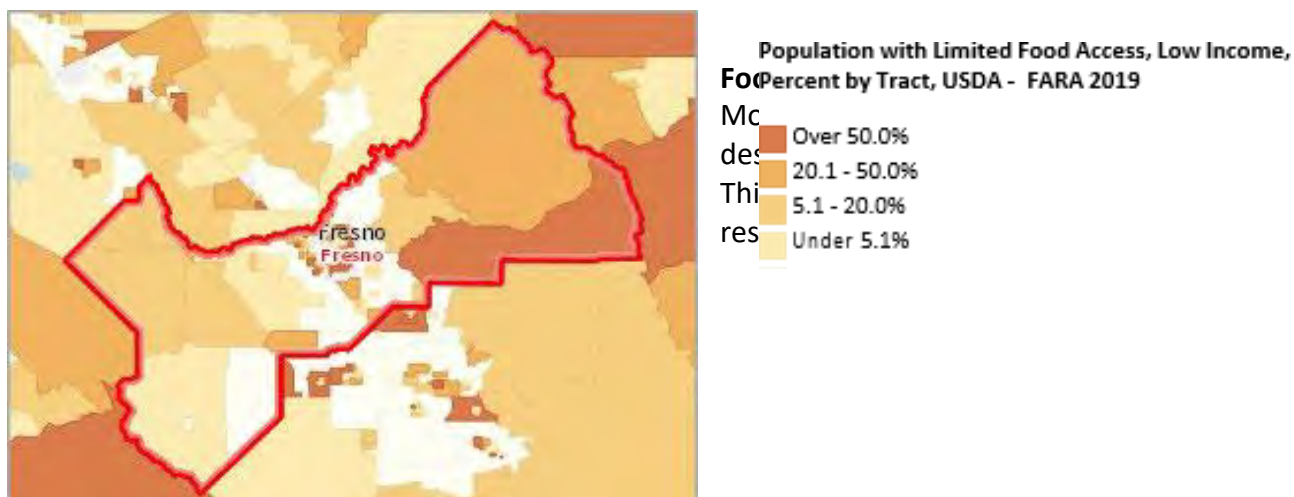 Fresno
Fresno
Population with Limited Food Access, Low Income,
Percent by Tract, USDA - FARA 2019
Over 50.0%
20.1 - 50.0%
5.1 - 20.0%
Under 5.1%